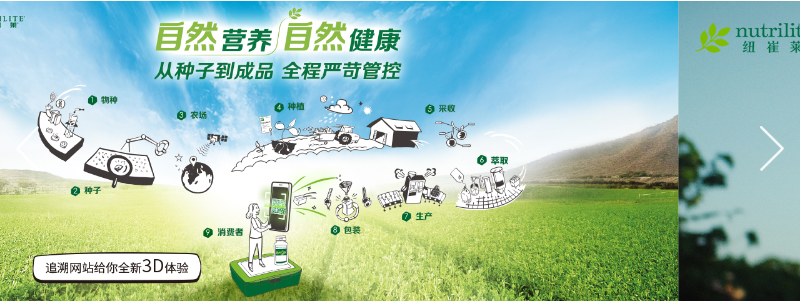 RILITE
纽 莱
自然营养 自然健康
从种子到成品 全程严苛管控
1 物种
2 种子
3 农场
4 种植
5 采收
6 萃取
7 生产
8 包装
9 消费者
追溯网站给你全新3D体验
nutrilite
纽崔莱